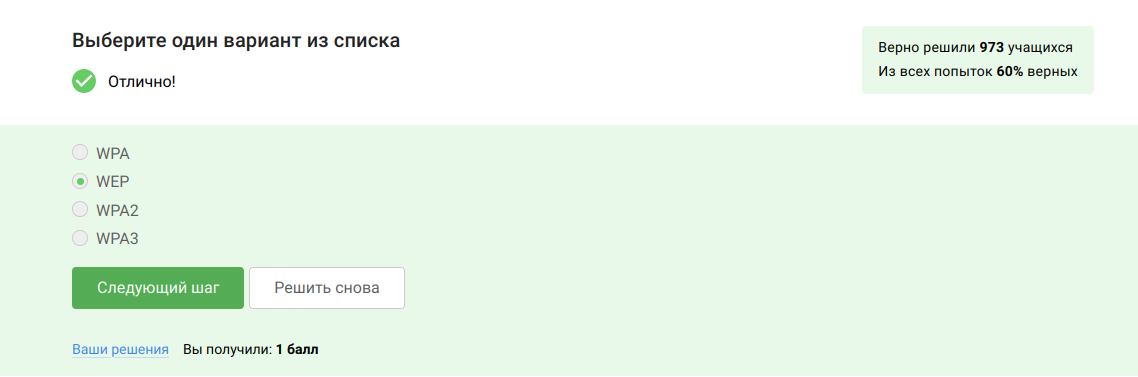 Выберите один вариант из списка
Отлично!
Верно решили 973 учащихся
Из всех попыток 60% верных
WPA
WEP
WPA2
WPA3
Следующий шаг
Решить снова
Ваши решения Вы получили: 1 балл